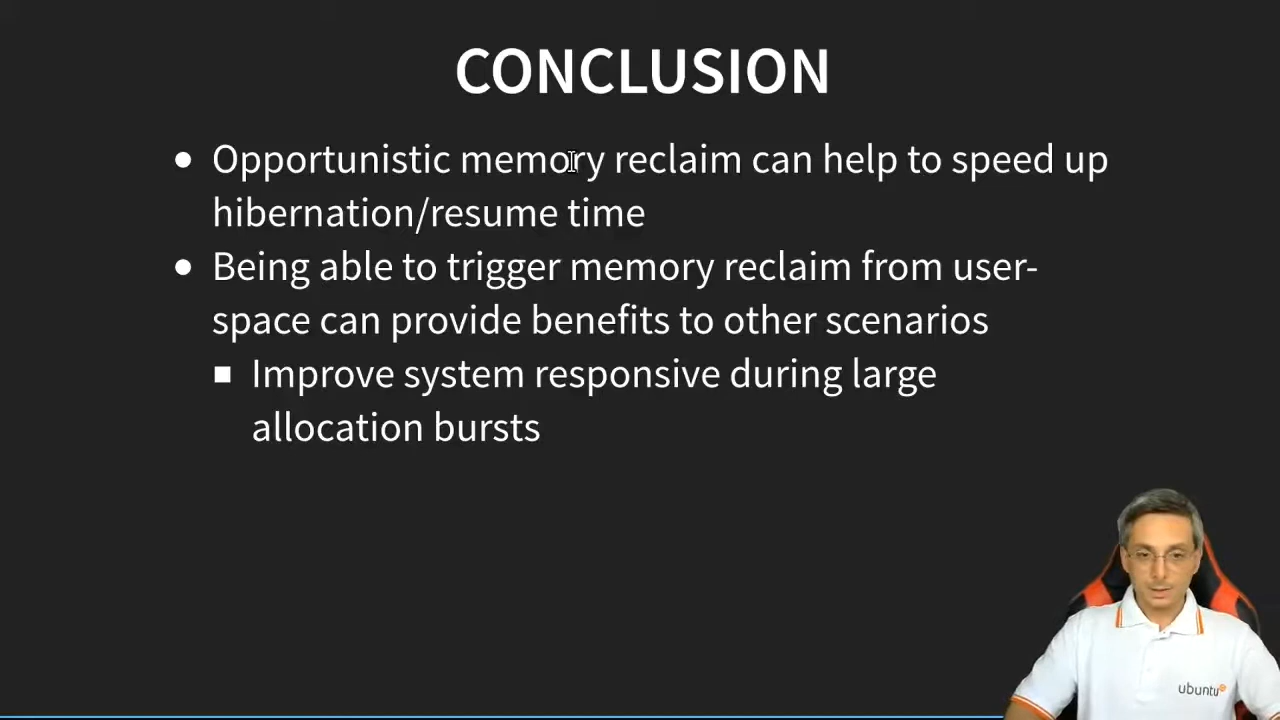 CONCLUSION
Opportunistic memory reclaim can help to speed up
hibernation/resume time
Being able to trigger memory reclaim from user-
space can provide benefits to other scenarios
Improve system responsive during large
allocation bursts
ubuntu